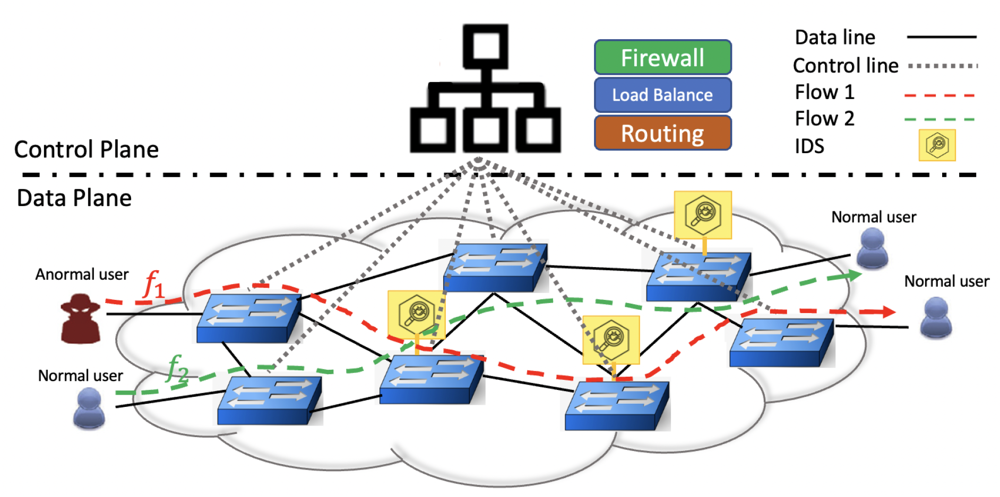 Firewall
Load Balance
Routing
Data line
Control line
Flow 1
Flow 2
IDS
Control Plane
Data Plane
Normal user
Normal user
Anormal user
f1
Normal user
f2